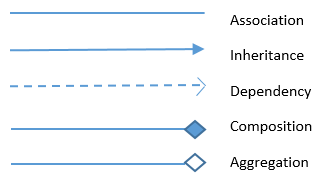 Association
Inheritance
Dependency
Composition
Aggregation